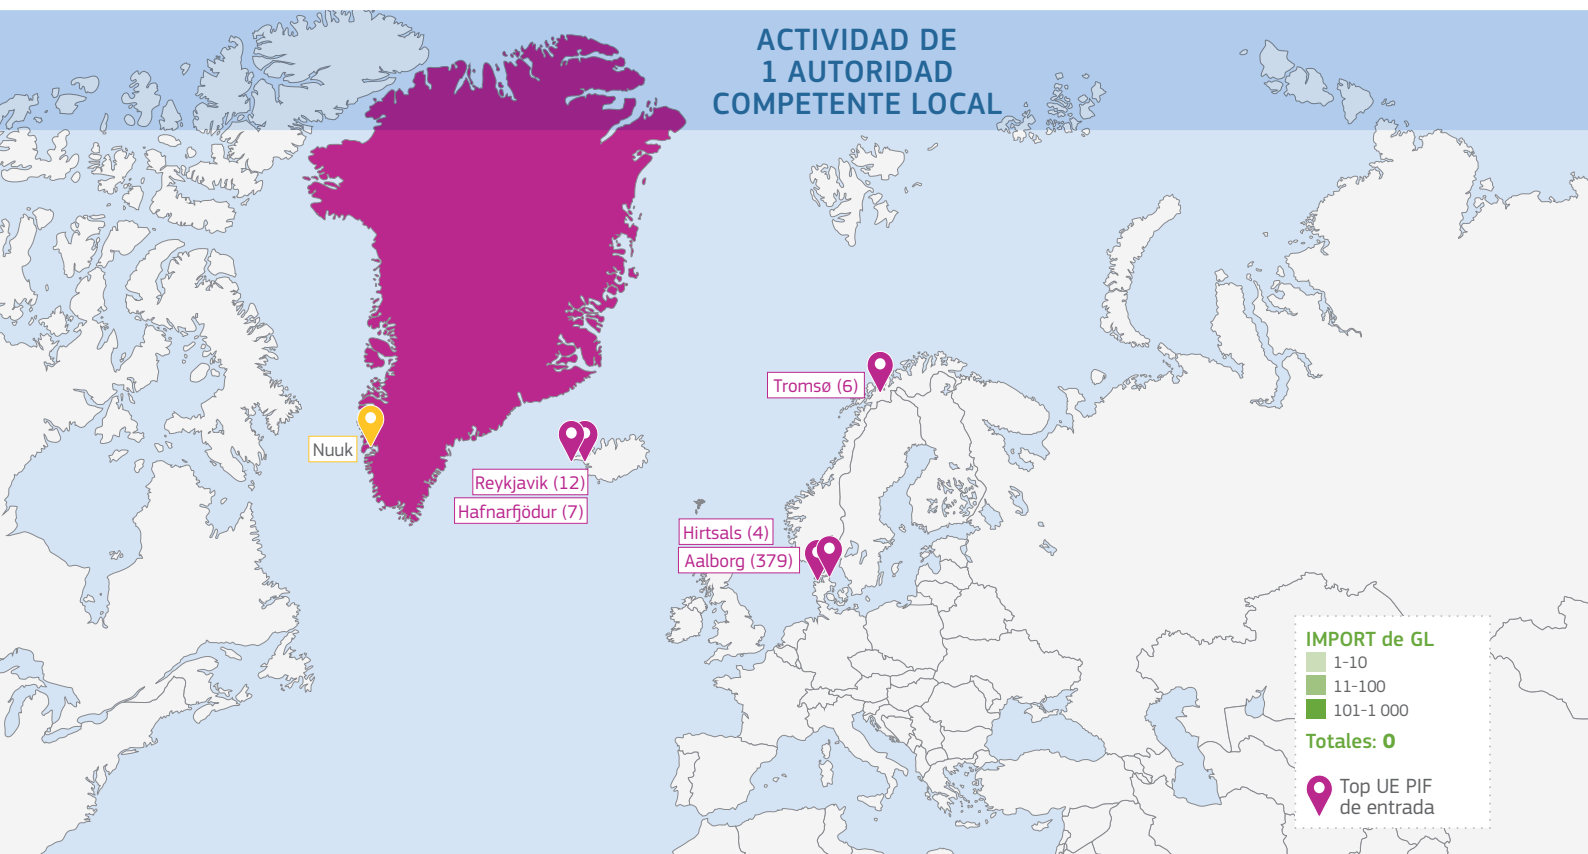 ACTIVIDAD DE
1 AUTORIDAD
COMPETENTE LOCAL
Tromsø (6)
Nuuk
Reykjavik (12)
Hafnarfjödur (7)
Hirtsals (4)
Aalborg (379)
IMPORT de GL
1-10
11-100
101-1 000
Totales: 0
Top UE PIF
de entrada